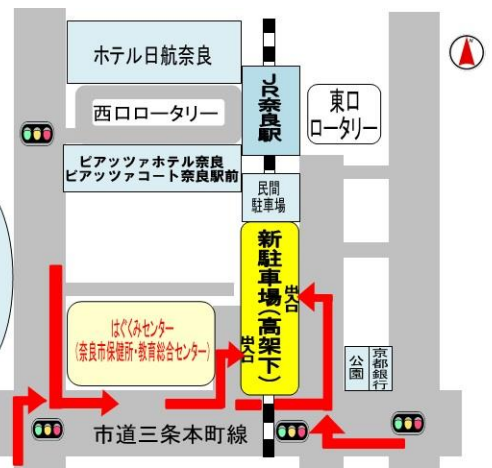 ホテル日航奈良
JR奈良駅
西口ロータリー
東口
ロータリー
ピアッツァホテル奈良
ピアッツァコート奈良駅前
民間
駐車場
新駐車場(高架下)
出入口
出入口
はぐくみセンター
(奈良市保健所・教育総合センター)
公園
京都銀行
市道三条本町線
N